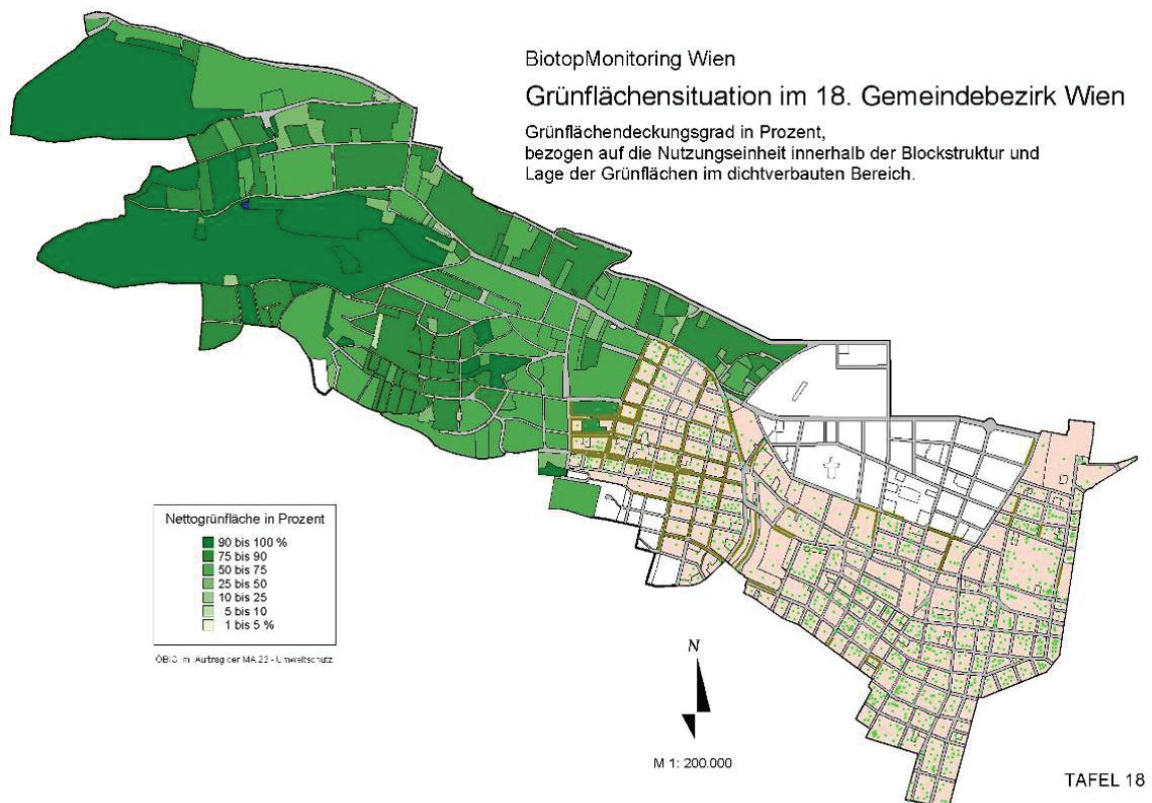 BiotopMonitoring Wien
Grünflächensituation im 18. Gemeindebezirk Wien
Grünflächendeckungsgrad in Prozent,
bezogen auf die Nutzungseinheit innerhalb der Blockstruktur und
Lage der Grünflächen im dichtverbauten Bereich.
Nettogrünfläche in Prozent
90 bis 100 %
75 bis 90
50 bis 75
25 bis 50
10 bis 25
5 bis 10
1 bis 5 %
im Auftrag der MA 22 - Umweltschutz
N
M 1: 200.000
TAFEL 18